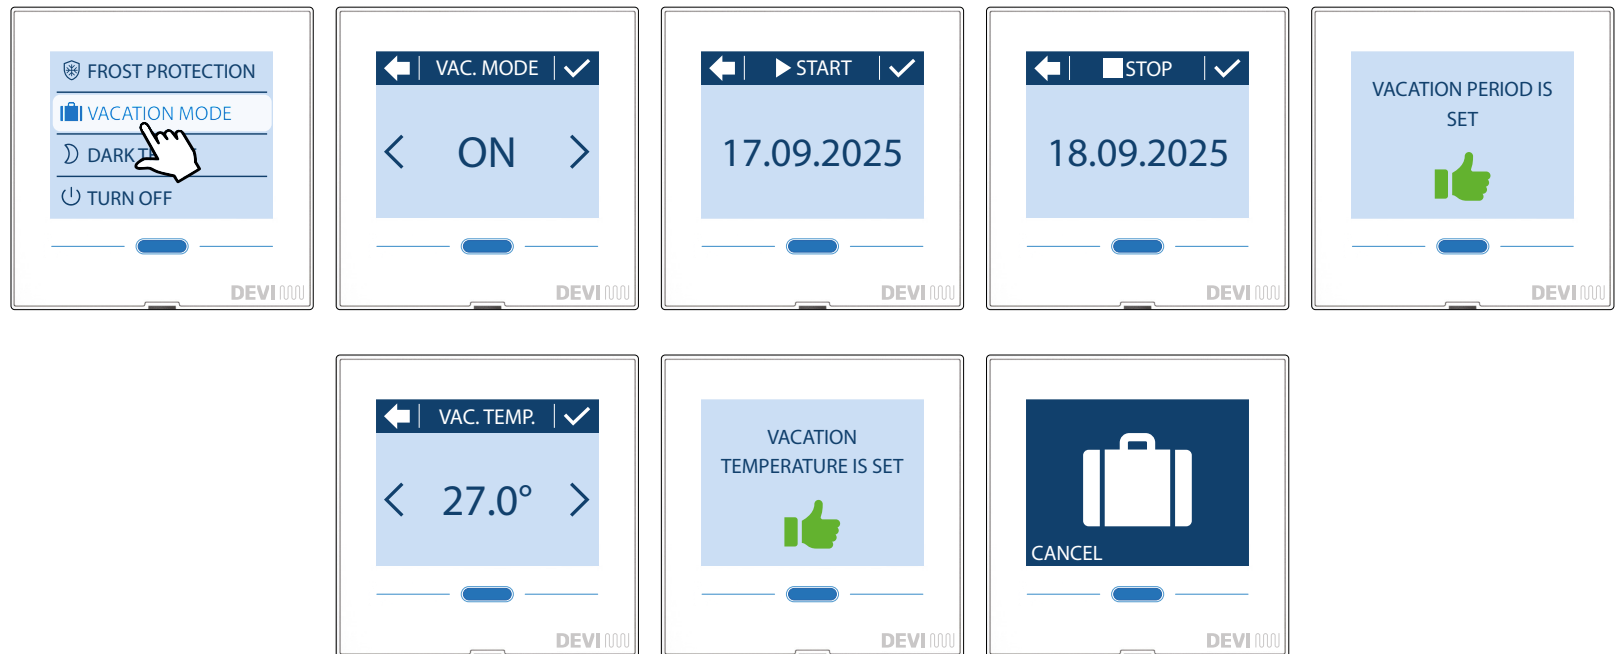 FROST PROTECTION
VACATION MODE
DARK
TURN OFF
DEVI
VAC. MODE
ON
DEVI
START
17.09.2025
DEVI
STOP
18.09.2025
DEVI
VACATION PERIOD IS
SET
DEVI
VAC. TEMP.
27.0°
DEVI
VACATION
TEMPERATURE IS SET
DEVI
CANCEL
DEVI